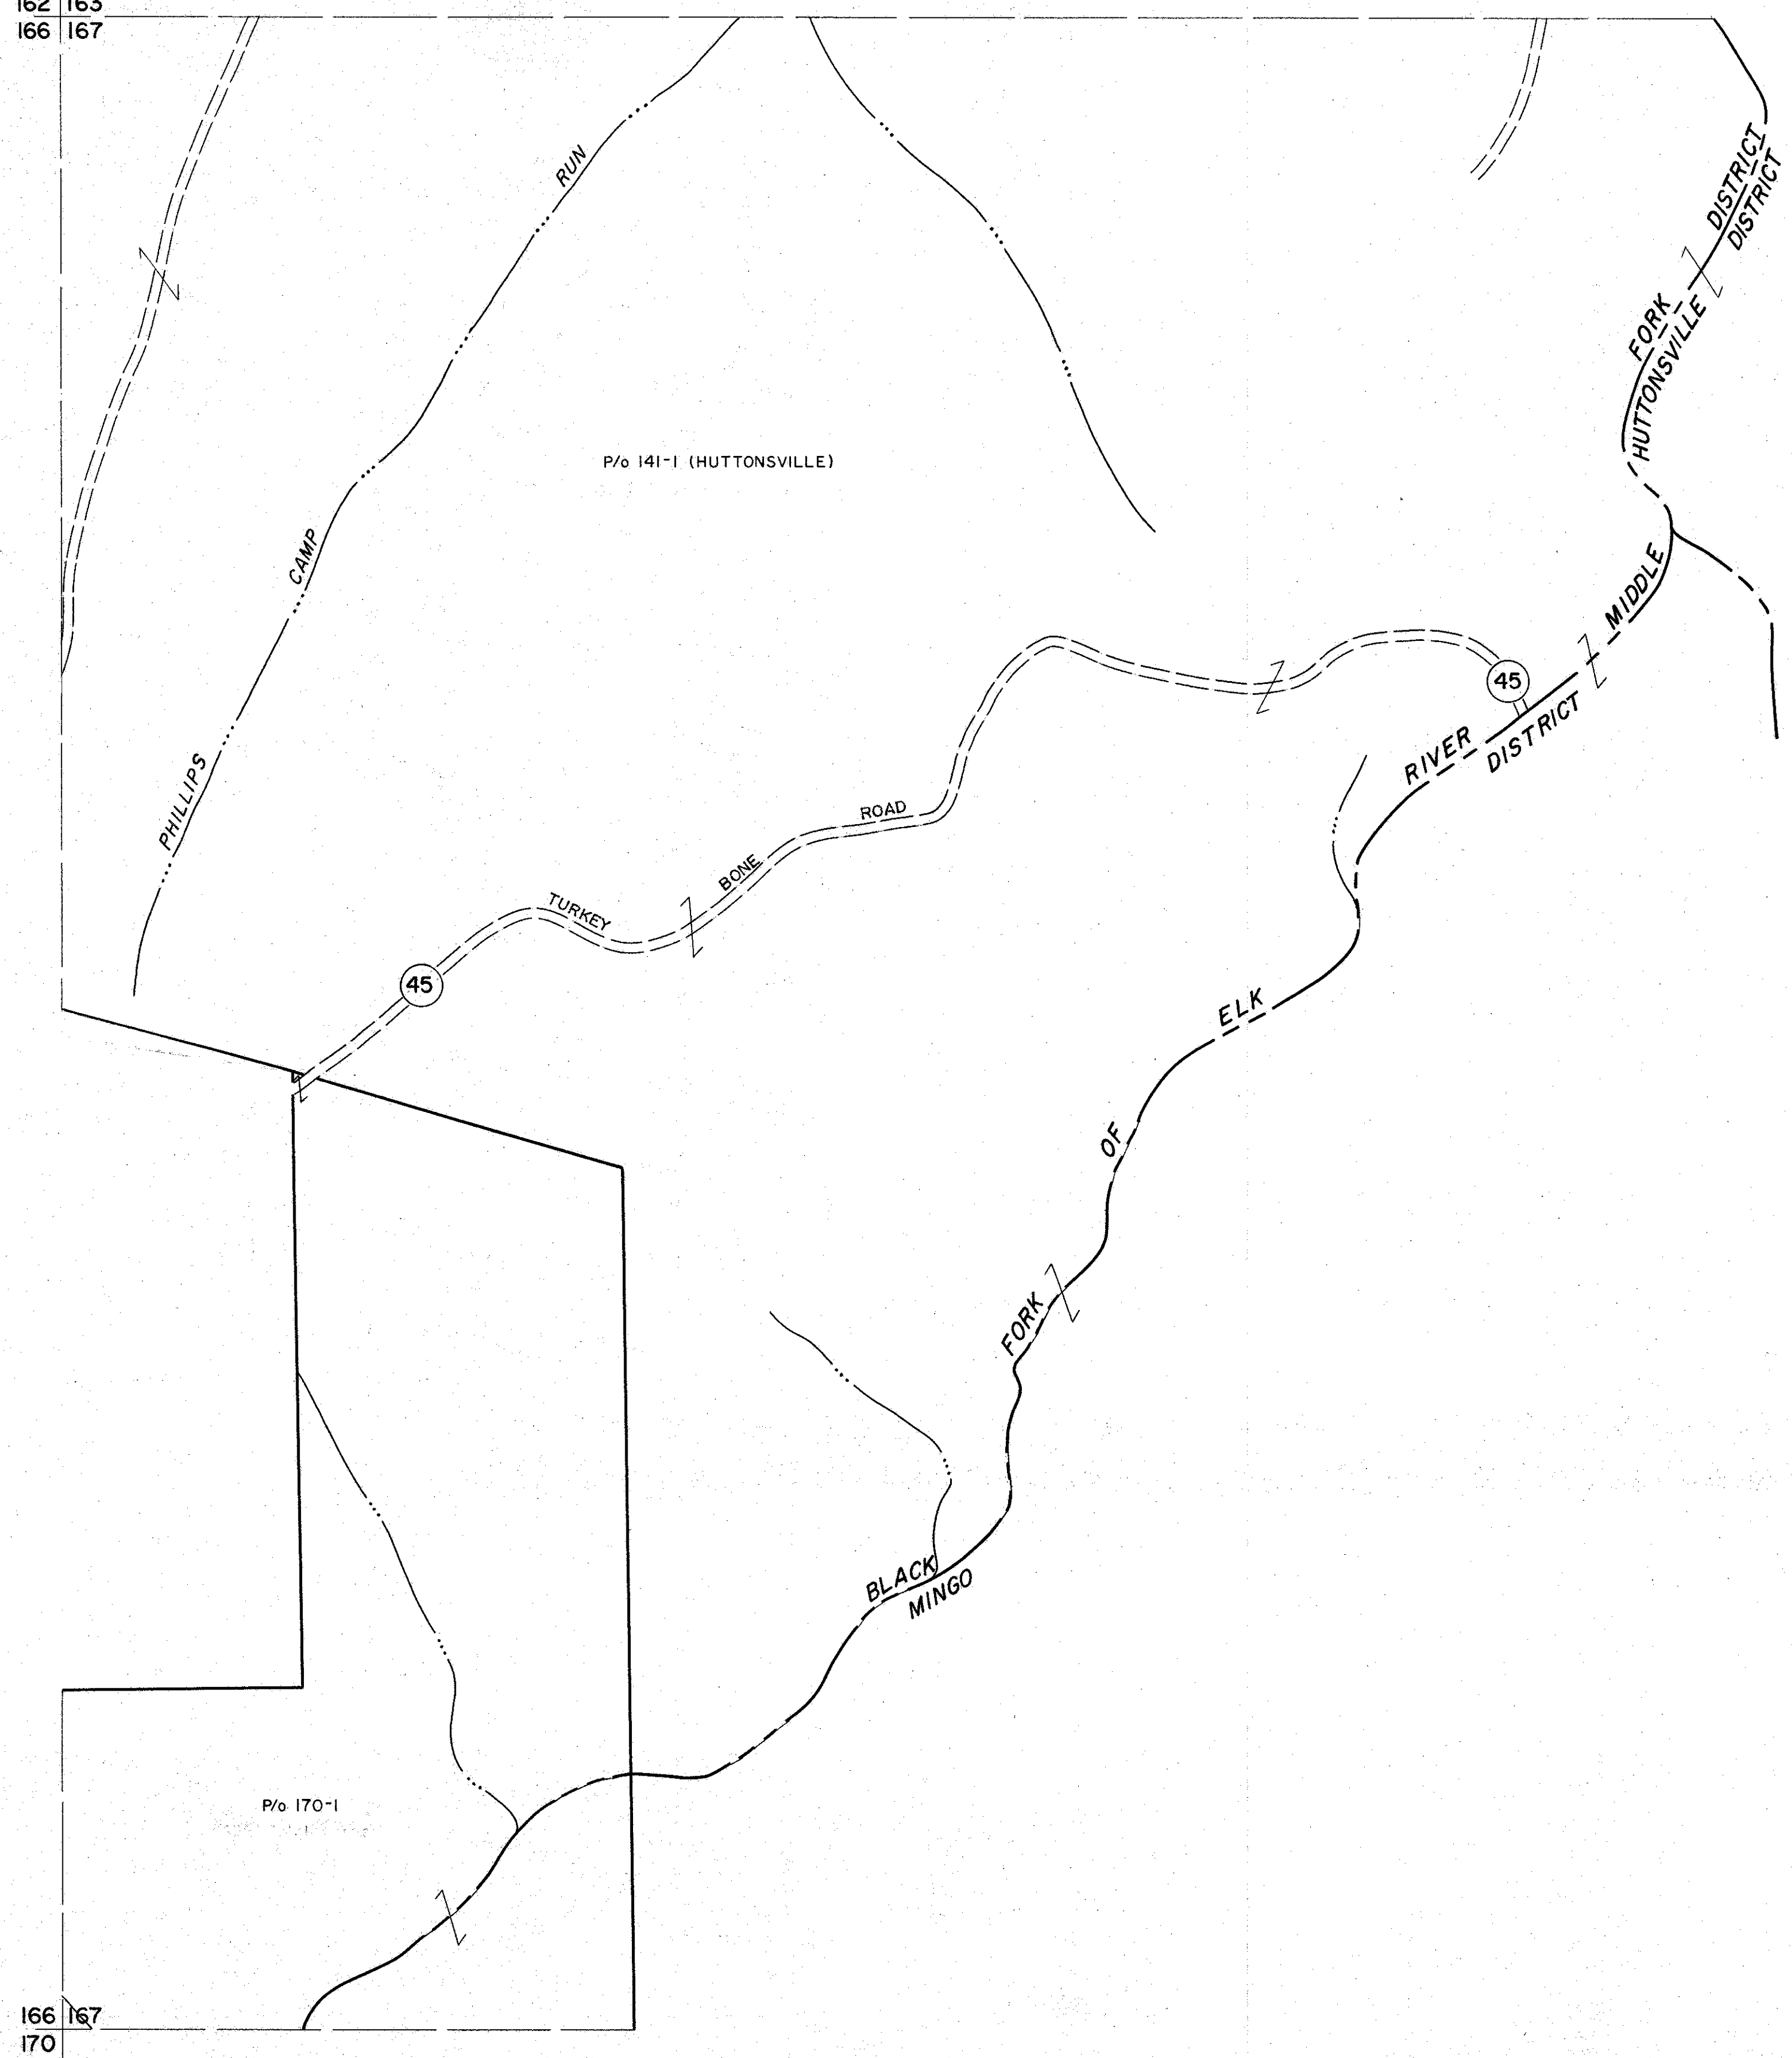 162 163
166 167
PHILLIPS CAMP RUN
P/o 141-1 (HUTTONSVILLE)
MIDDLE FORK DISTRICT
HUTTONSVILLE DISTRICT
45
TURKEY BONE ROAD
45
BLACK FORK OF ELK RIVER
MINGO DISTRICT
P/o 170-1
166 167
170